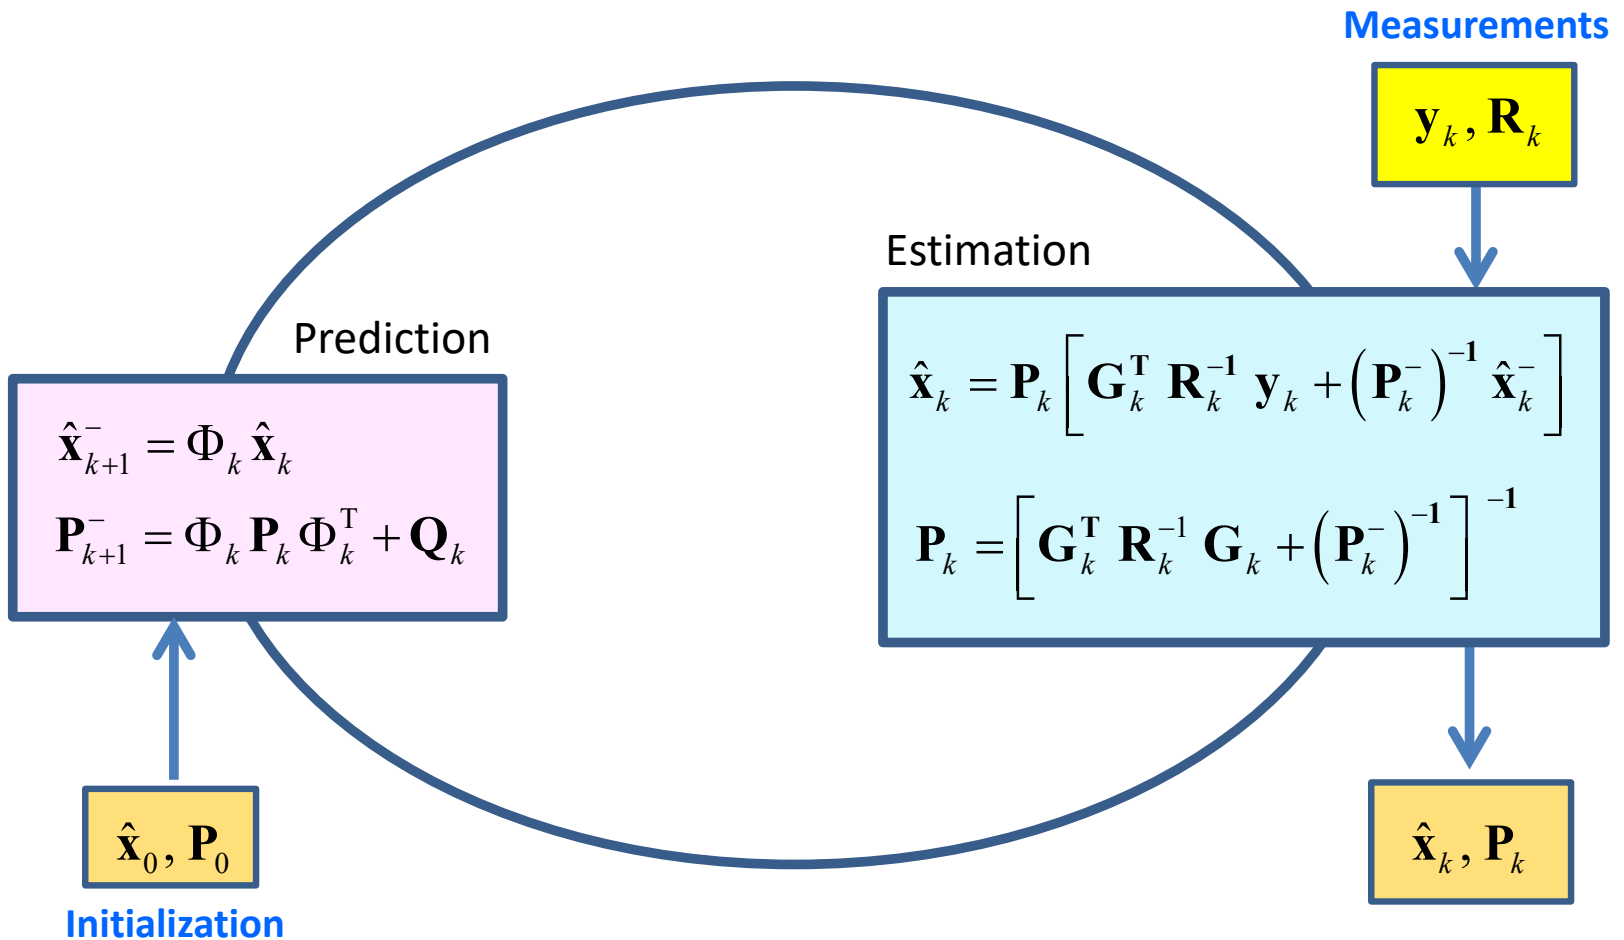 Measurements
𝐲_k, 𝐑_k
Estimation
𝐱̂_k = 𝐏_k [ 𝐆_k^𝐓 𝐑_k^{−𝟏} 𝐲_k + (𝐏_k^−)^{−𝟏} 𝐱̂_k^− ]
𝐏_k = [ 𝐆_k^𝐓 𝐑_k^{−1} 𝐆_k + (𝐏_k^−)^{−𝟏} ]^{−𝟏}
Prediction
𝐱̂_{k+1}^− = Φ_k 𝐱̂_k
𝐏_{k+1}^− = Φ_k 𝐏_k Φ_k^T + 𝐐_k
𝐱̂_0, 𝐏_0
Initialization
𝐱̂_k, 𝐏_k